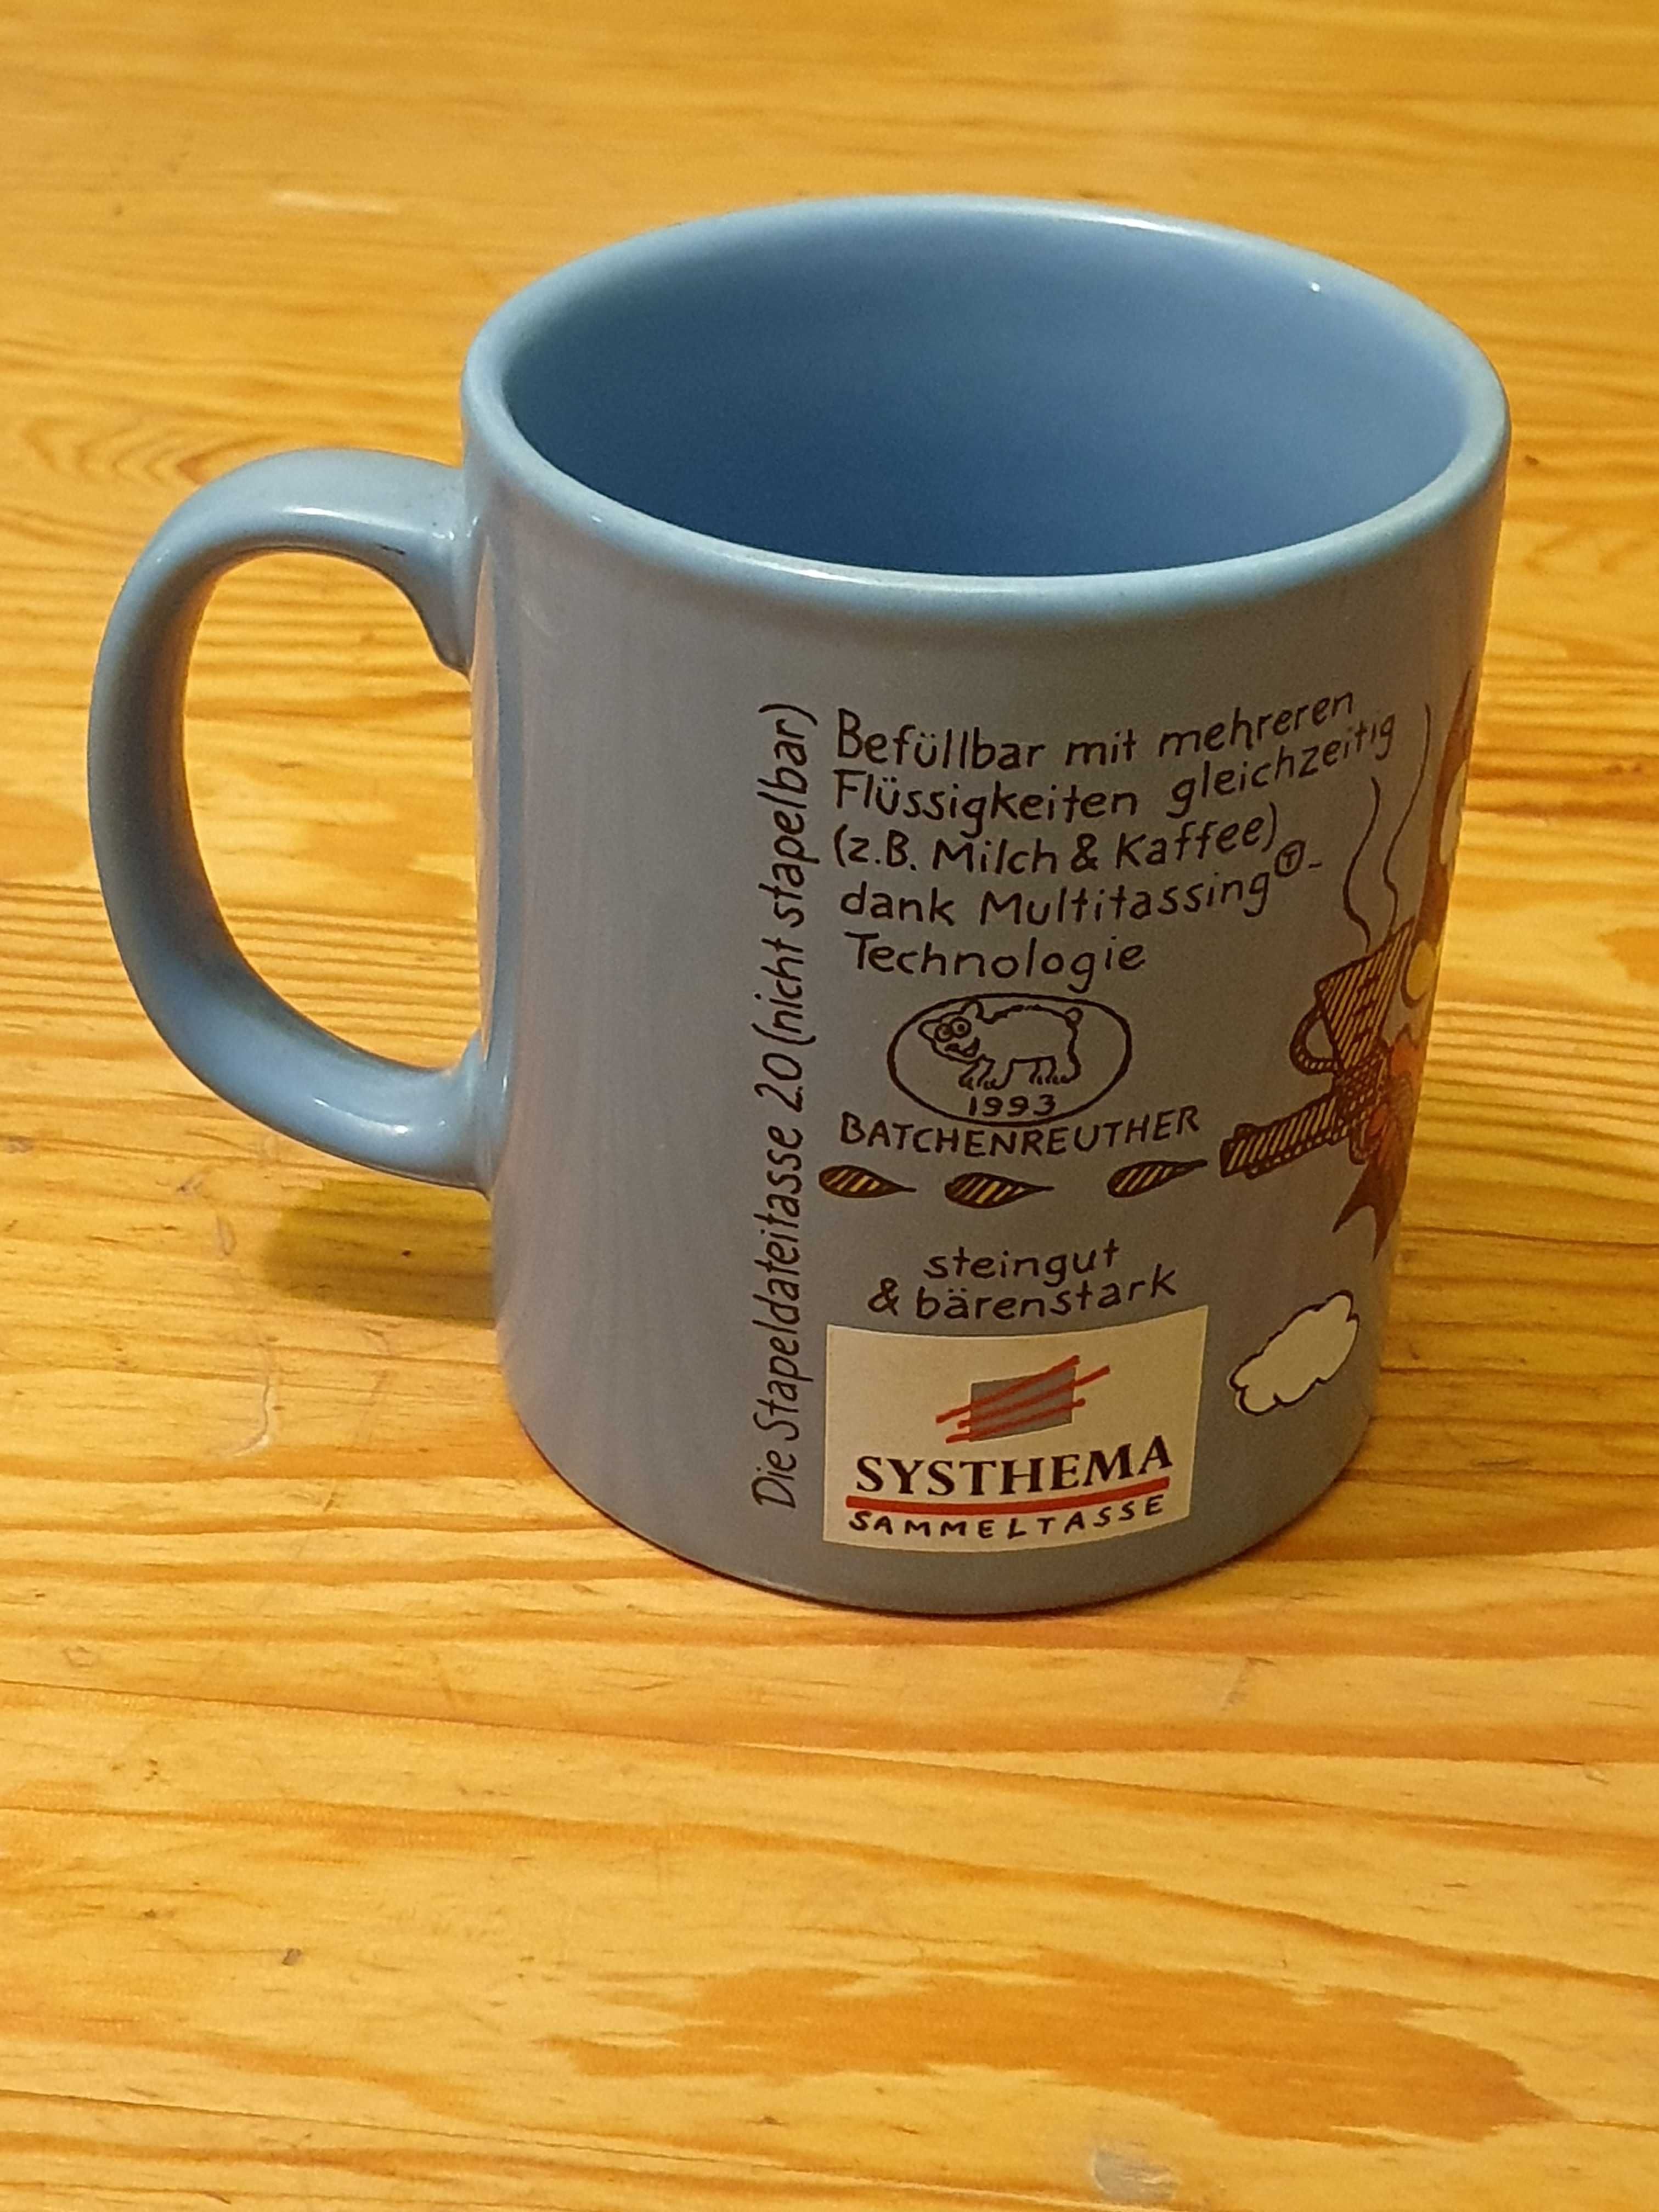 Die Stapeldateitasse 2.0 (nicht stapelbar)
Befüllbar mit mehreren
Flüssigkeiten gleichzeitig
(z.B. Milch & Kaffee)
dank Multitassing Ⓣ-
Technologie
1993
BATCHENREUTHER
steingut
& bärenstark
SYSTHEMA
SAMMELTASSE